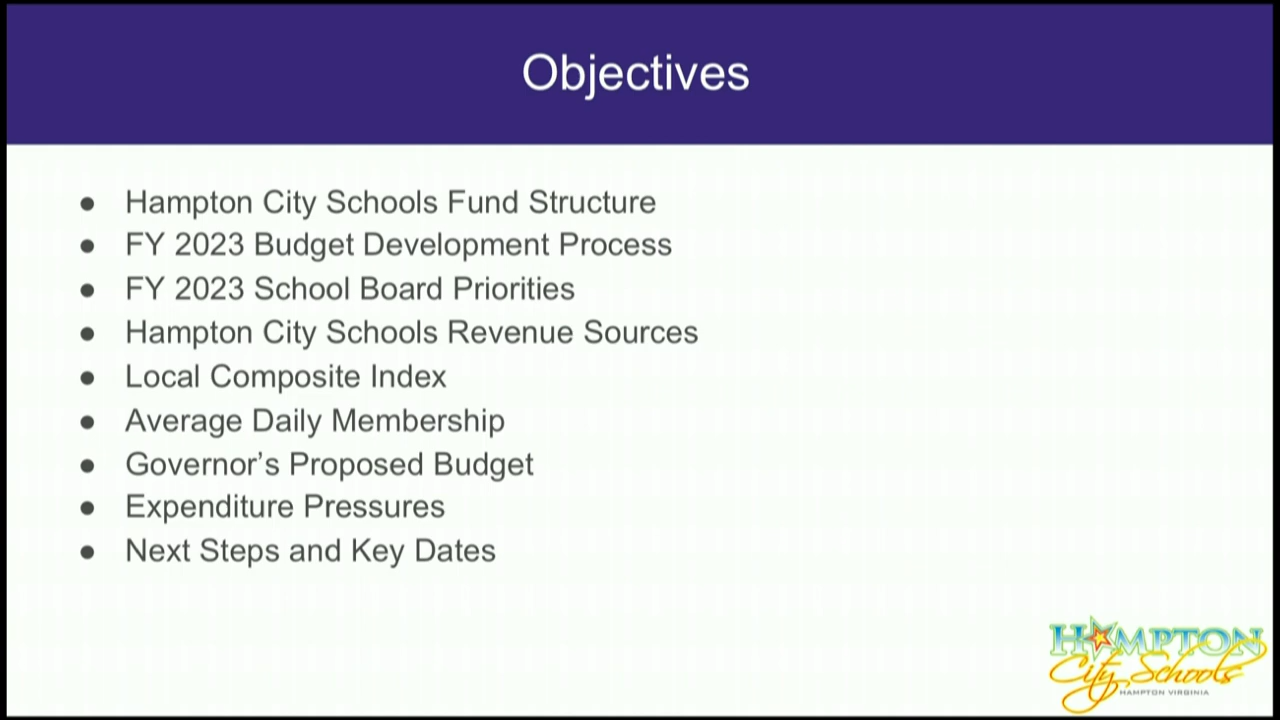 Objectives
● Hampton City Schools Fund Structure
● FY 2023 Budget Development Process
● FY 2023 School Board Priorities
● Hampton City Schools Revenue Sources
● Local Composite Index
● Average Daily Membership
● Governor’s Proposed Budget
● Expenditure Pressures
● Next Steps and Key Dates
HAMPTON
City Schools
HAMPTON VIRGINIA